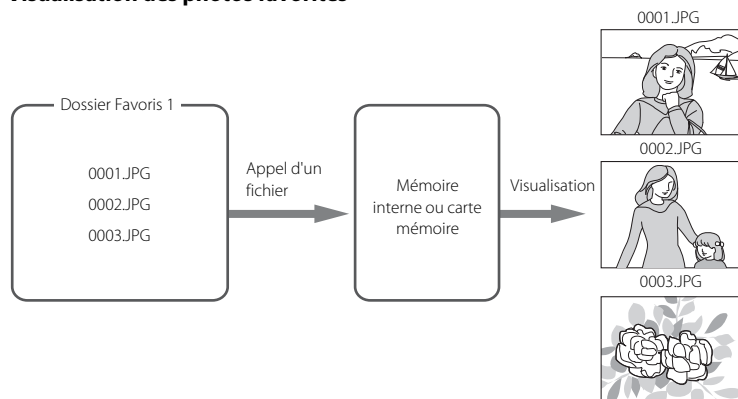 Visualisation des photos favorites
Dossier Favoris 1
0001.JPG
0002.JPG
0003.JPG
Appel d'un
fichier
Mémoire
interne ou carte
mémoire
Visualisation
0001.JPG
0002.JPG
0003.JPG